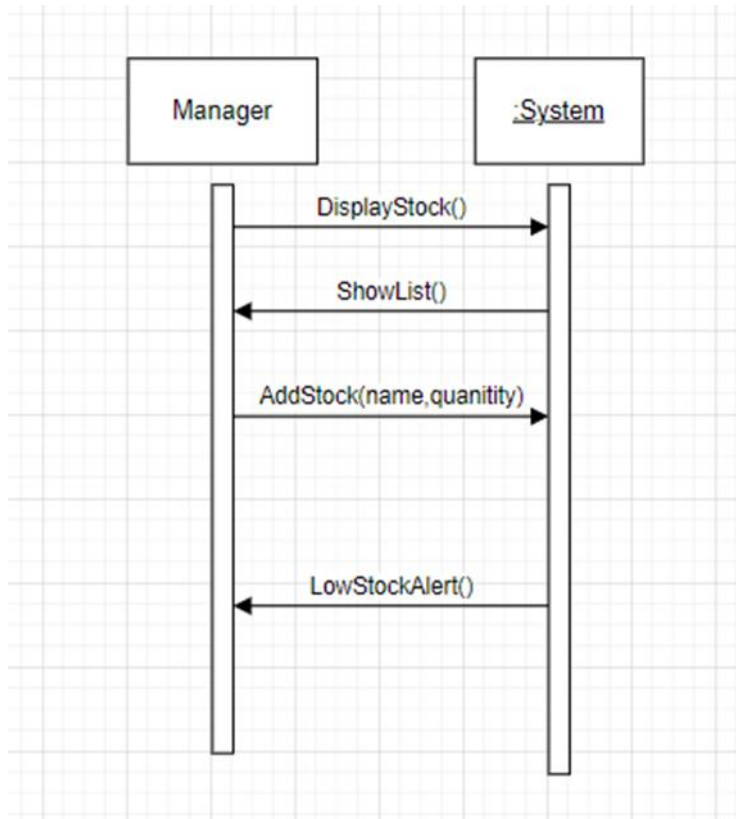 Manager
:System
DisplayStock()
ShowList()
AddStock(name,quanitity)
LowStockAlert()